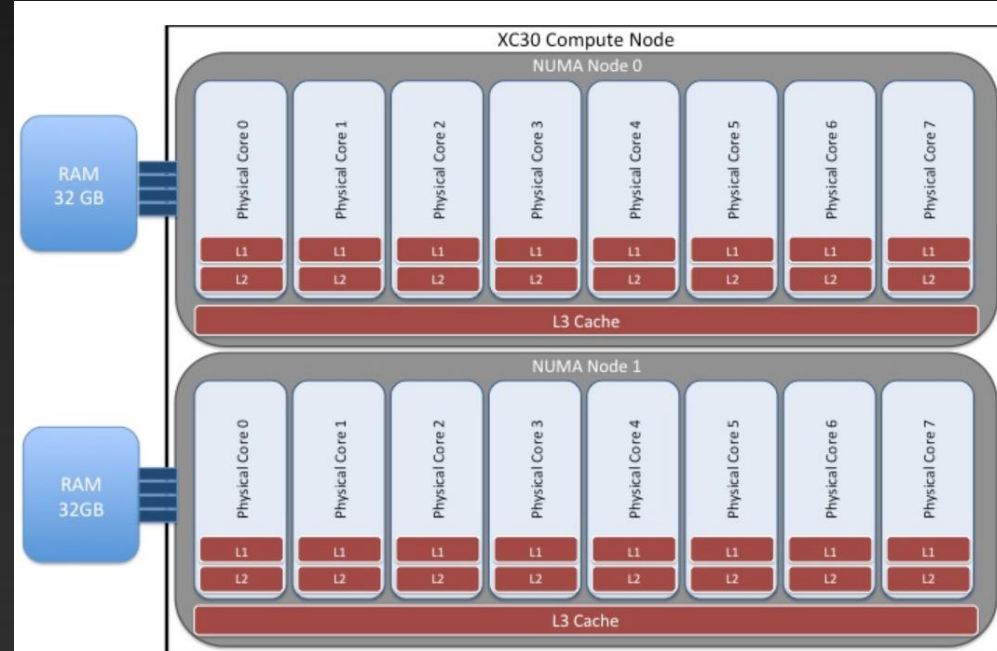 XC30 Compute Node
NUMA Node 0
RAM
32 GB
Physical Core 0
Physical Core 1
Physical Core 2
Physical Core 3
Physical Core 4
Physical Core 5
Physical Core 6
Physical Core 7
L1 L1 L1 L1 L1 L1 L1 L1
L2 L2 L2 L2 L2 L2 L2 L2
L3 Cache
NUMA Node 1
RAM
32GB
Physical Core 0
Physical Core 1
Physical Core 2
Physical Core 3
Physical Core 4
Physical Core 5
Physical Core 6
Physical Core 7
L1 L1 L1 L1 L1 L1 L1 L1
L2 L2 L2 L2 L2 L2 L2 L2
L3 Cache